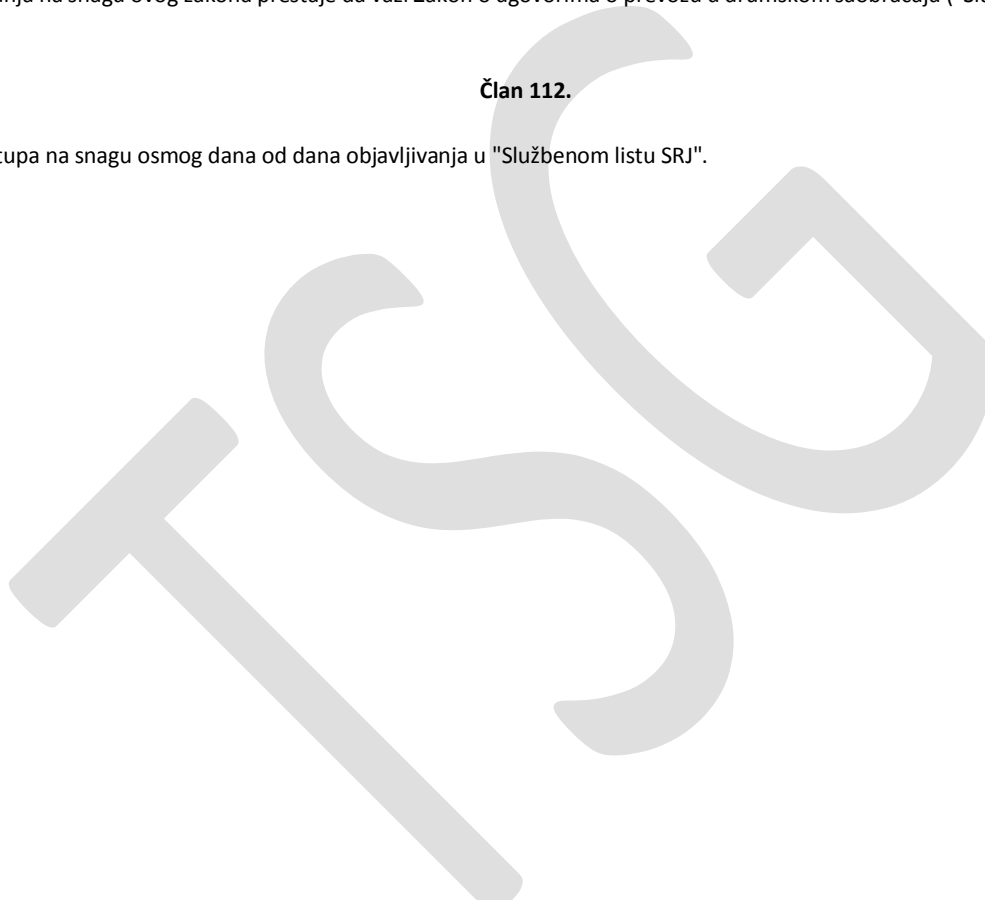 na snagu ovog zakona prestaje da važi Zakon o ugovorima o prevozu u drumskom saobraćaju
Član 112.
tupa na snagu osmog dana od dana objavljivanja u "Službenom listu SRJ".
TSG